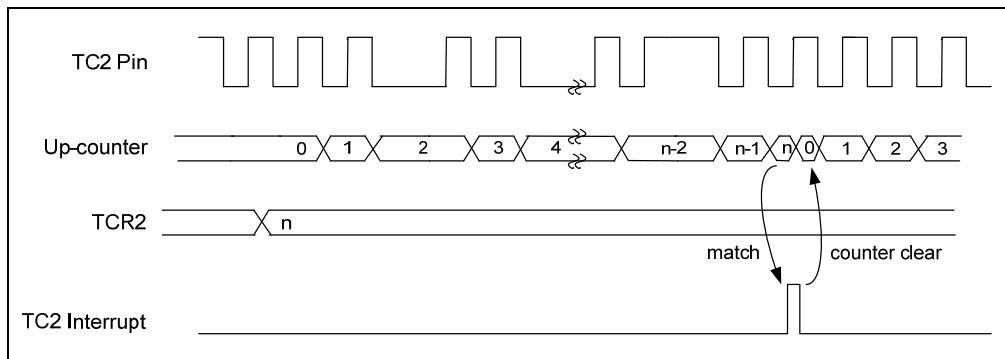 TC2 Pin
Up-counter 0 1 2 3 4 n-2 n-1 n 0 1 2 3
TCR2 n
match counter clear
TC2 Interrupt